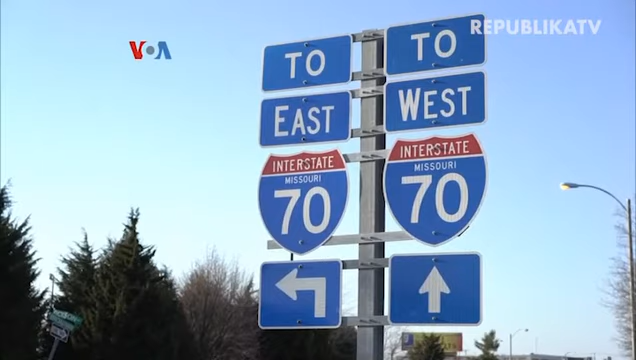 VOA
REPUBLIKATV
TO
EAST
INTERSTATE
MISSOURI
70
TO
WEST
INTERSTATE
MISSOURI
70